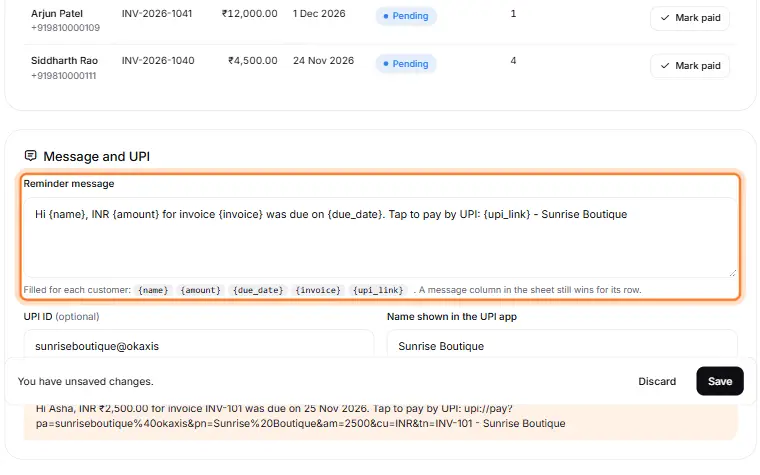 Arjun Patel INV-2026-1041 ₹12,000.00 1 Dec 2026 Pending 1 Mark paid
+919810000109
Siddharth Rao INV-2026-1040 ₹4,500.00 24 Nov 2026 Pending 4 Mark paid
+919810000111
Message and UPI
Reminder message
Hi {name}, INR {amount} for invoice {invoice} was due on {due_date}. Tap to pay by UPI: {upi_link} - Sunrise Boutique
Filled for each customer: {name} {amount} {due_date} {invoice} {upi_link} . A message column in the sheet still wins for its row.
UPI ID (optional) Name shown in the UPI app
sunriseboutique@okaxis Sunrise Boutique
You have unsaved changes. Discard Save
Hi Asha, INR ₹2,500.00 for invoice INV-101 was due on 25 Nov 2026. Tap to pay by UPI: upi://pay?
pa=sunriseboutique%40okaxis&pn=Sunrise%20Boutique&am=2500&cu=INR&tn=INV-101 - Sunrise Boutique